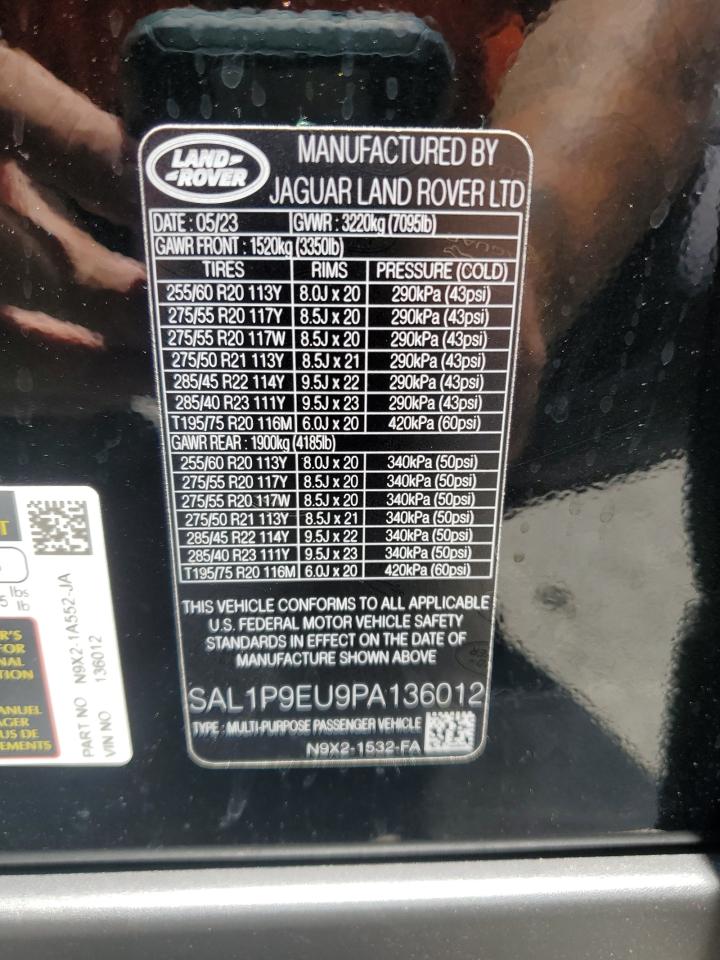 LAND-
-ROVER
MANUFACTURED BY
JAGUAR LAND ROVER LTD
DATE : 05/23 GVWR : 3220kg (7095lb)
GAWR FRONT : 1520kg (3350lb)
TIRES RIMS PRESSURE (COLD)
255/60 R20 113Y 8.0J x 20 290kPa (43psi)
275/55 R20 117Y 8.5J x 20 290kPa (43psi)
275/55 R20 117W 8.5J x 20 290kPa (43psi)
275/50 R21 113Y 8.5J x 21 290kPa (43psi)
285/45 R22 114Y 9.5J x 22 290kPa (43psi)
285/40 R23 111Y 9.5J x 23 290kPa (43psi)
T195/75 R20 116M 6.0J x 20 420kPa (60psi)
GAWR REAR : 1900kg (4185lb)
255/60 R20 113Y 8.0J x 20 340kPa (50psi)
275/55 R20 117Y 8.5J x 20 340kPa (50psi)
275/55 R20 117W 8.5J x 20 340kPa (50psi)
275/50 R21 113Y 8.5J x 21 340kPa (50psi)
285/45 R22 114Y 9.5J x 22 340kPa (50psi)
285/40 R23 111Y 9.5J x 23 340kPa (50psi)
T195/75 R20 116M 6.0J x 20 420kPa (60psi)
THIS VEHICLE CONFORMS TO ALL APPLICABLE
U.S. FEDERAL MOTOR VEHICLE SAFETY
STANDARDS IN EFFECT ON THE DATE OF
MANUFACTURE SHOWN ABOVE
SAL1P9EU9PA136012
TYPE : MULTI-PURPOSE PASSENGER VEHICLE
N9X2-1532-FA
lbs
lb
FOR
PART NO N9X2-1A552-JA
VIN NO 136012